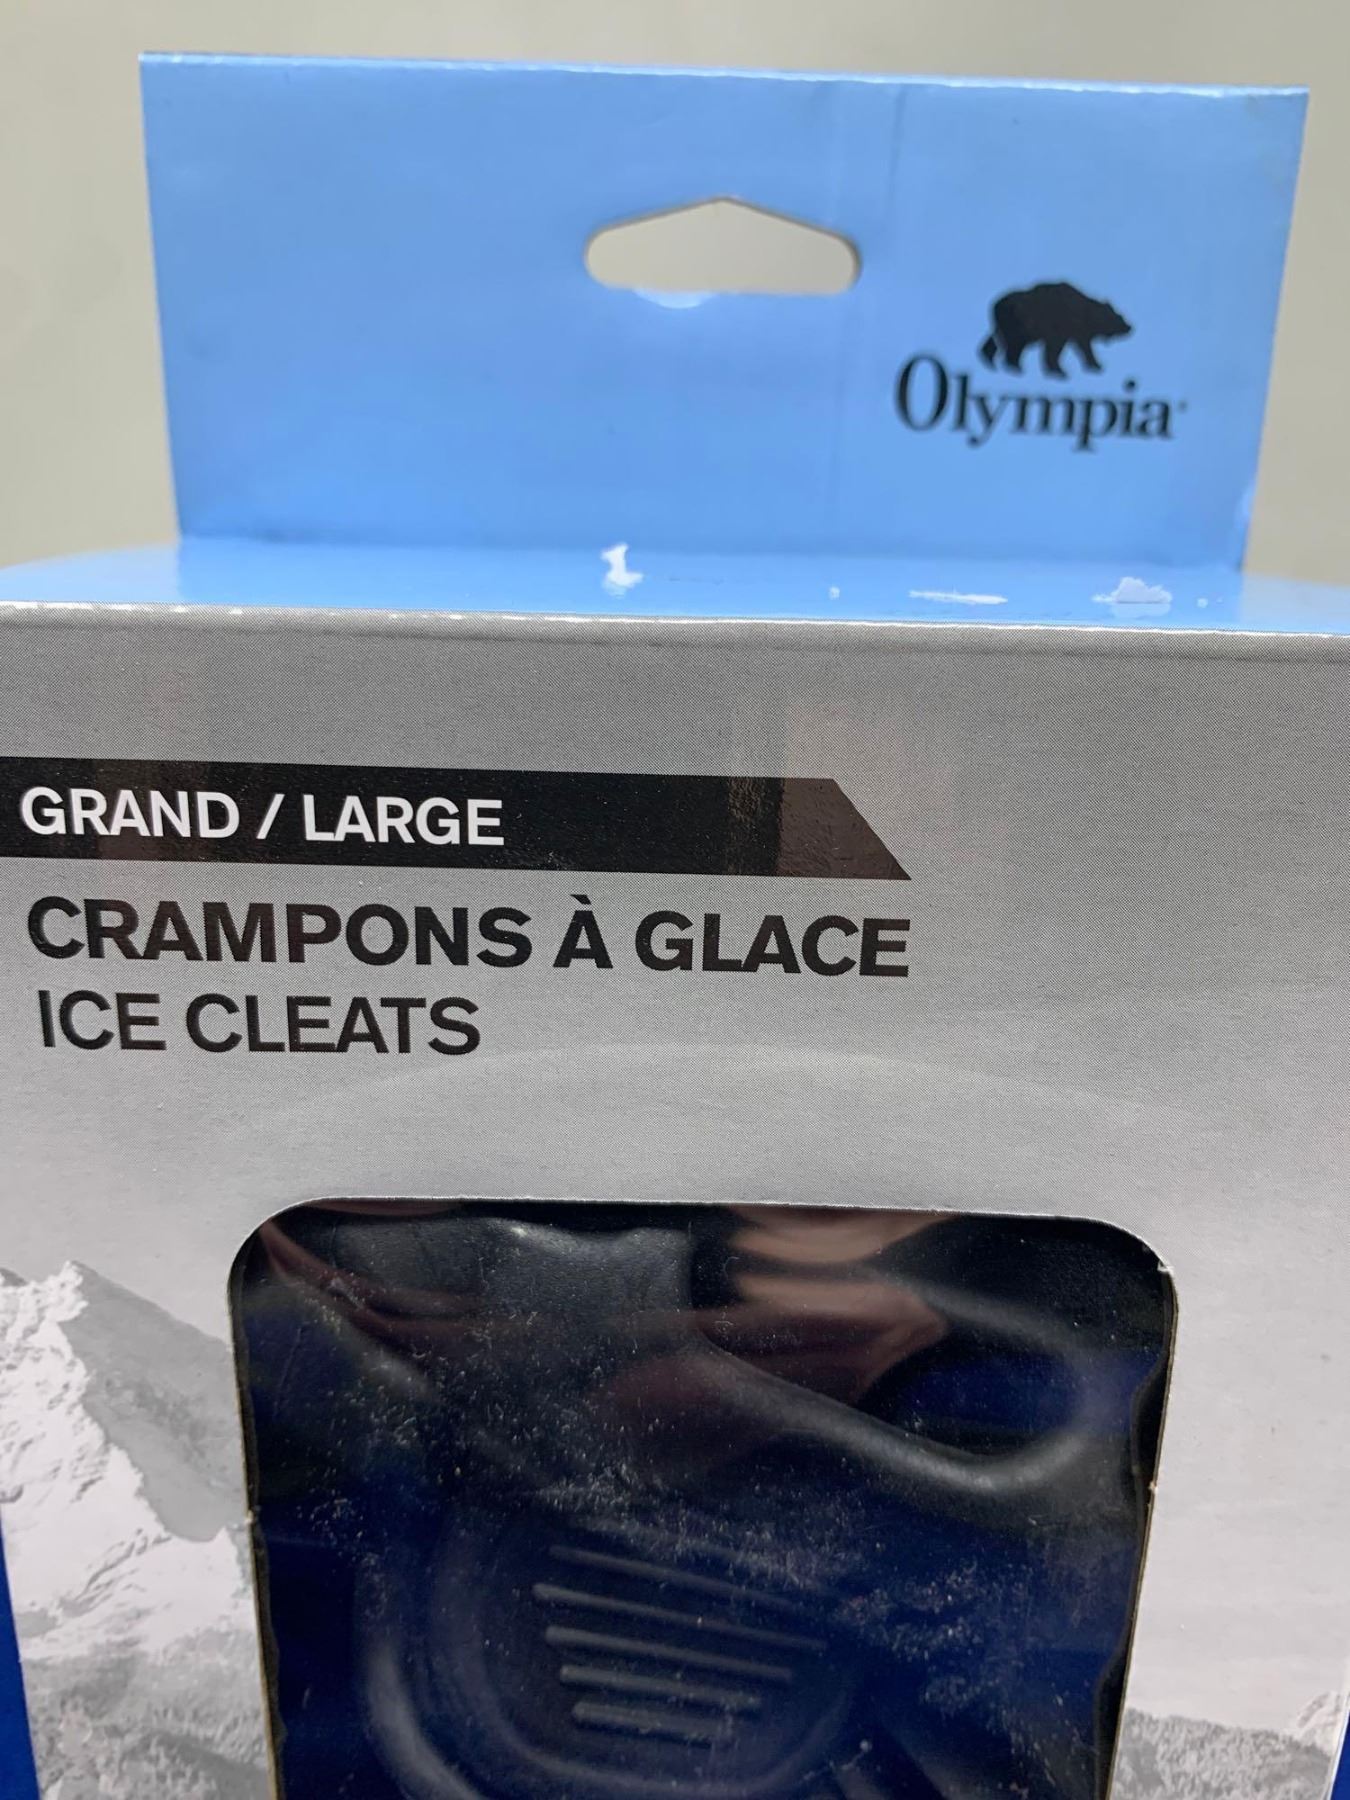 Olympia
GRAND / LARGE
CRAMPONS À GLACE
ICE CLEATS